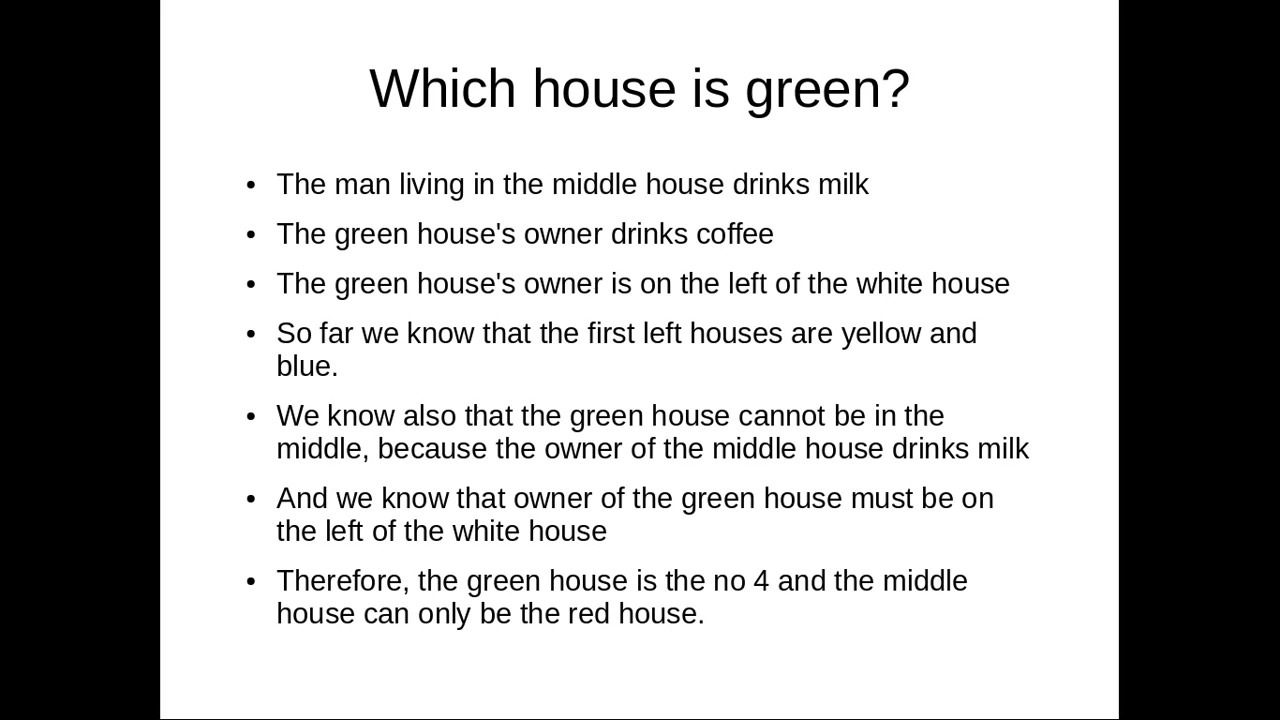 Which house is green?
• The man living in the middle house drinks milk
• The green house's owner drinks coffee
• The green house's owner is on the left of the white house
• So far we know that the first left houses are yellow and
blue.
• We know also that the green house cannot be in the
middle, because the owner of the middle house drinks milk
• And we know that owner of the green house must be on
the left of the white house
• Therefore, the green house is the no 4 and the middle
house can only be the red house.